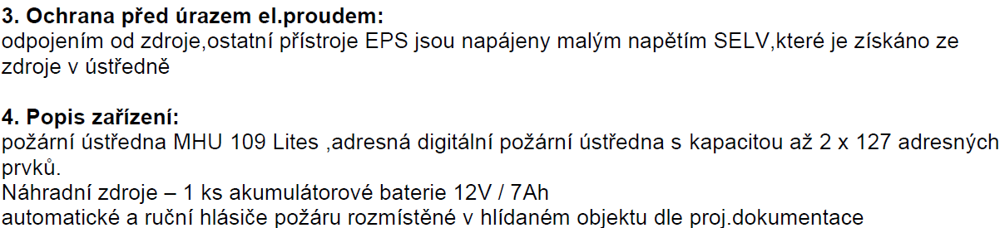 3. Ochrana před úrazem el.proudem:
odpojením od zdroje,ostatní přístroje EPS jsou napájeny malým napětím SELV,které je získáno ze
zdroje v ústředně
4. Popis zařízení:
požární ústředna MHU 109 Lites ,adresná digitální požární ústředna s kapacitou až 2 x 127 adresných
prvků.
Náhradní zdroje – 1 ks akumulátorové baterie 12V / 7Ah
automatické a ruční hlásiče požáru rozmístěné v hlídaném objektu dle proj.dokumentace